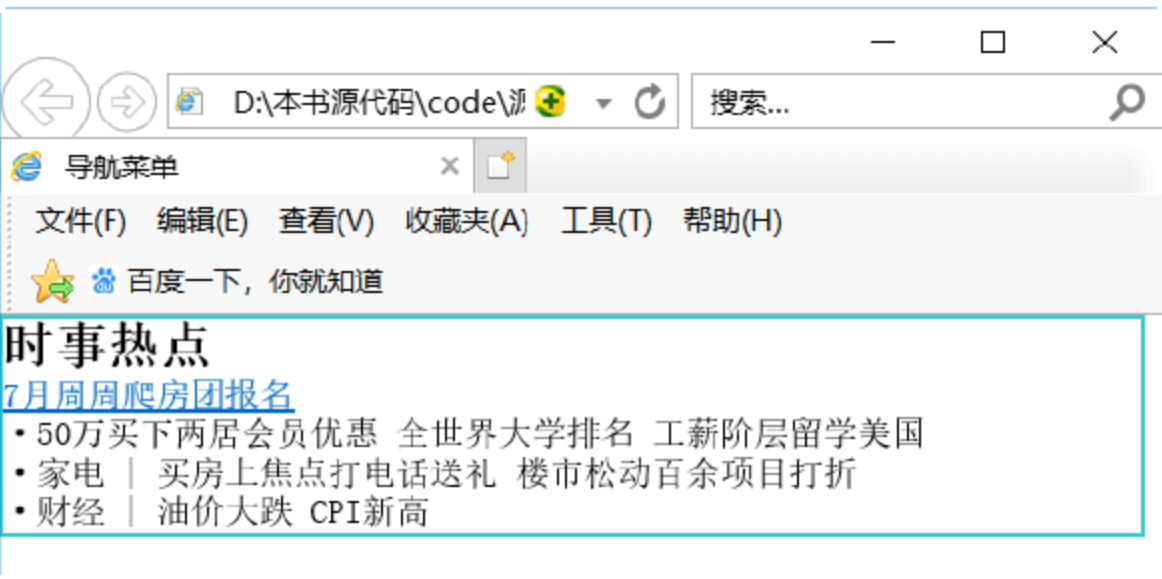 D:\本书源代码\code\源
搜索...
导航菜单
文件(F) 编辑(E) 查看(V) 收藏夹(A) 工具(T) 帮助(H)
百度一下，你就知道
时事热点
7月周周爬房团报名
·50万买下两居会员优惠 全世界大学排名 工薪阶层留学美国
·家电 | 买房上焦点打电话送礼 楼市松动百余项目打折
·财经 | 油价大跌 CPI新高